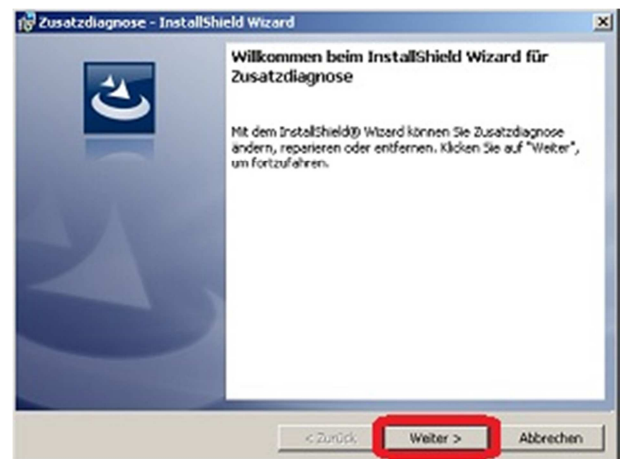 Zusatzdiagnose - InstallShield Wizard
Willkommen beim InstallShield Wizard für
Zusatzdiagnose
Mit dem InstallShield® Wizard können Sie Zusatzdiagnose
ändern, reparieren oder entfernen. Klicken Sie auf "Weiter",
um fortzufahren.
< Zurück
Weiter >
Abbrechen